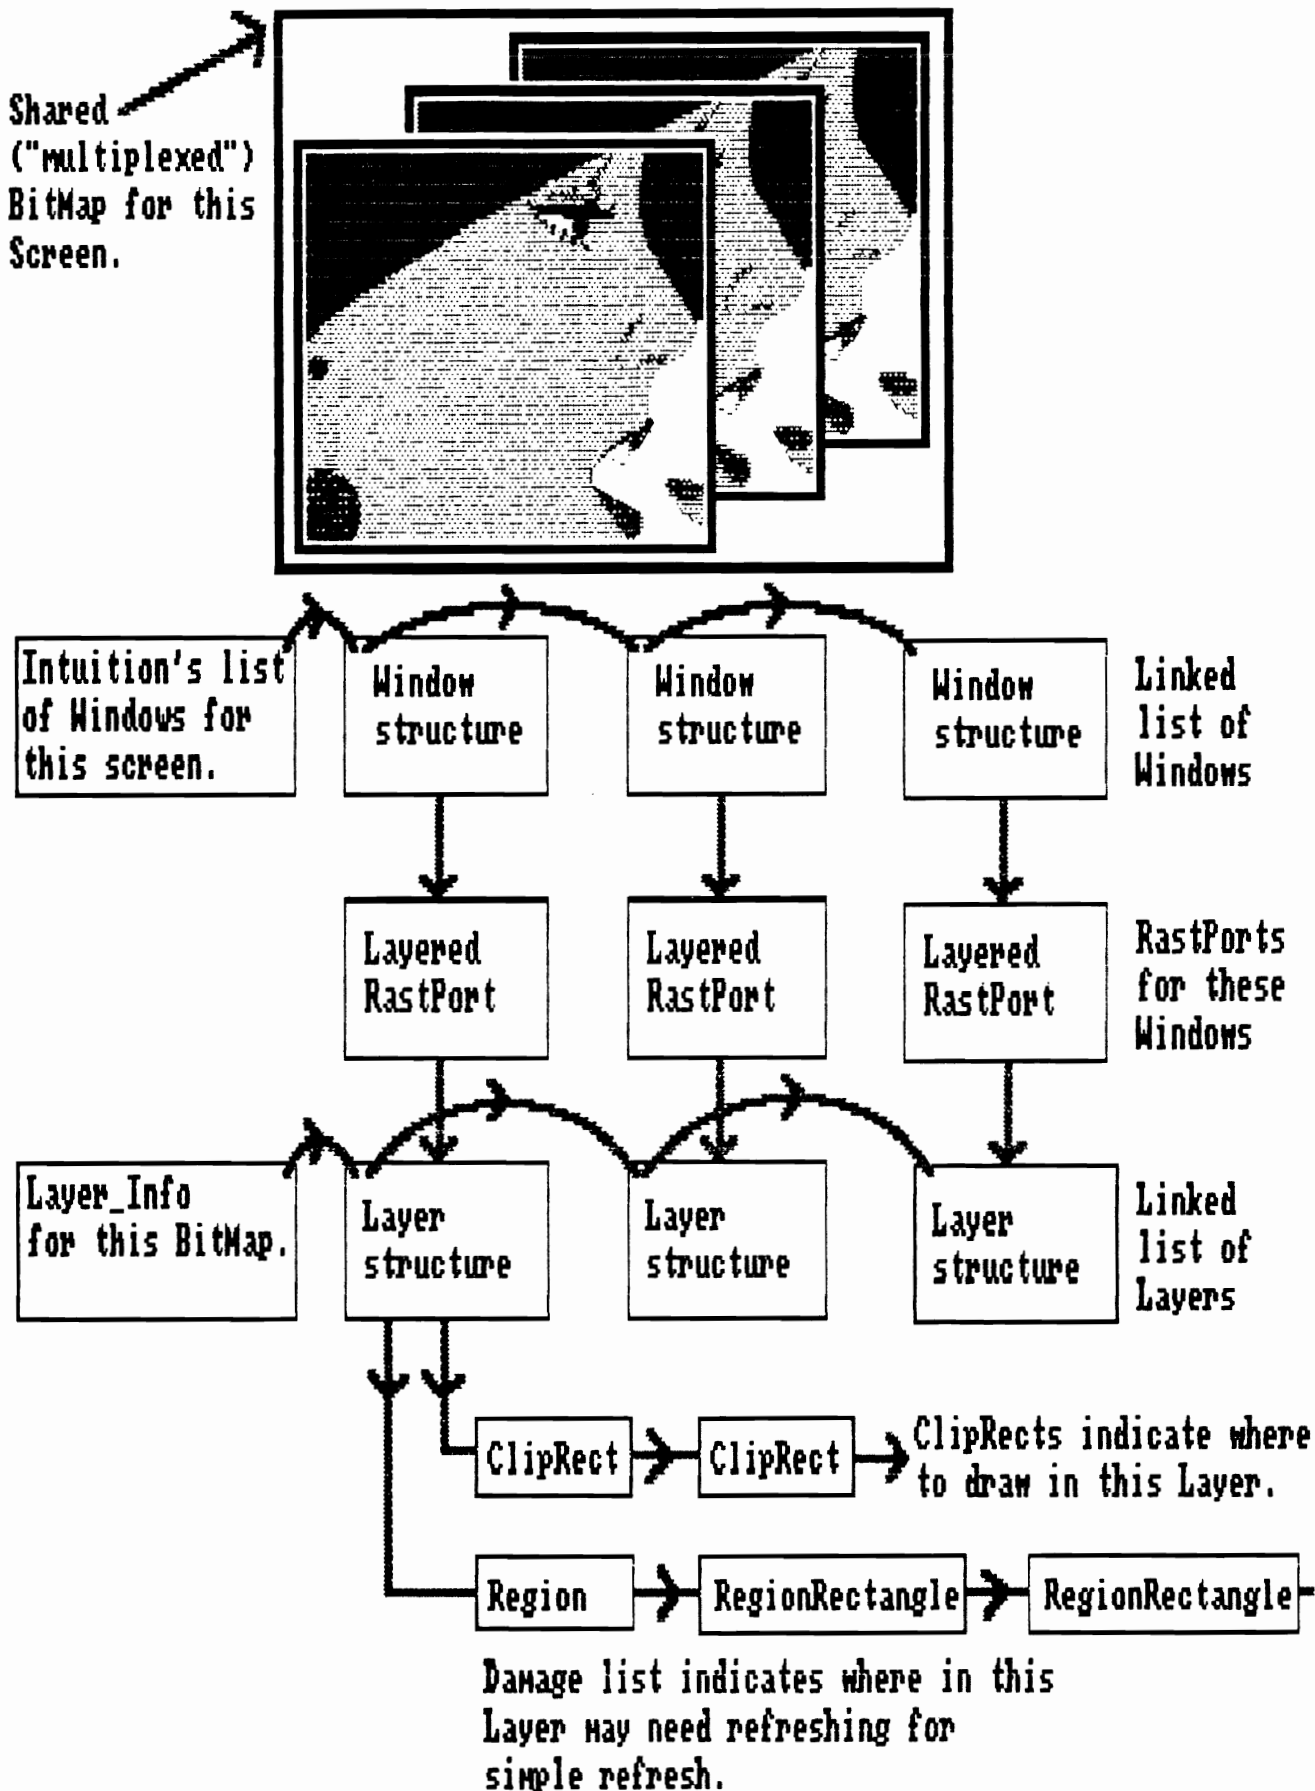 Shared
("multiplexed")
BitMap for this
Screen.
Intuition's list
of Windows for
this screen.
Window
structure
Window
structure
Window
structure
Linked
list of
Windows
Layered
RastPort
Layered
RastPort
Layered
RastPort
RastPorts
for these
Windows
Layer_Info
for this BitMap.
Layer
structure
Layer
structure
Layer
structure
Linked
list of
Layers
ClipRect
ClipRect
ClipRects indicate where
to draw in this Layer.
Region
RegionRectangle
RegionRectangle
Damage list indicates where in this
Layer may need refreshing for
simple refresh.